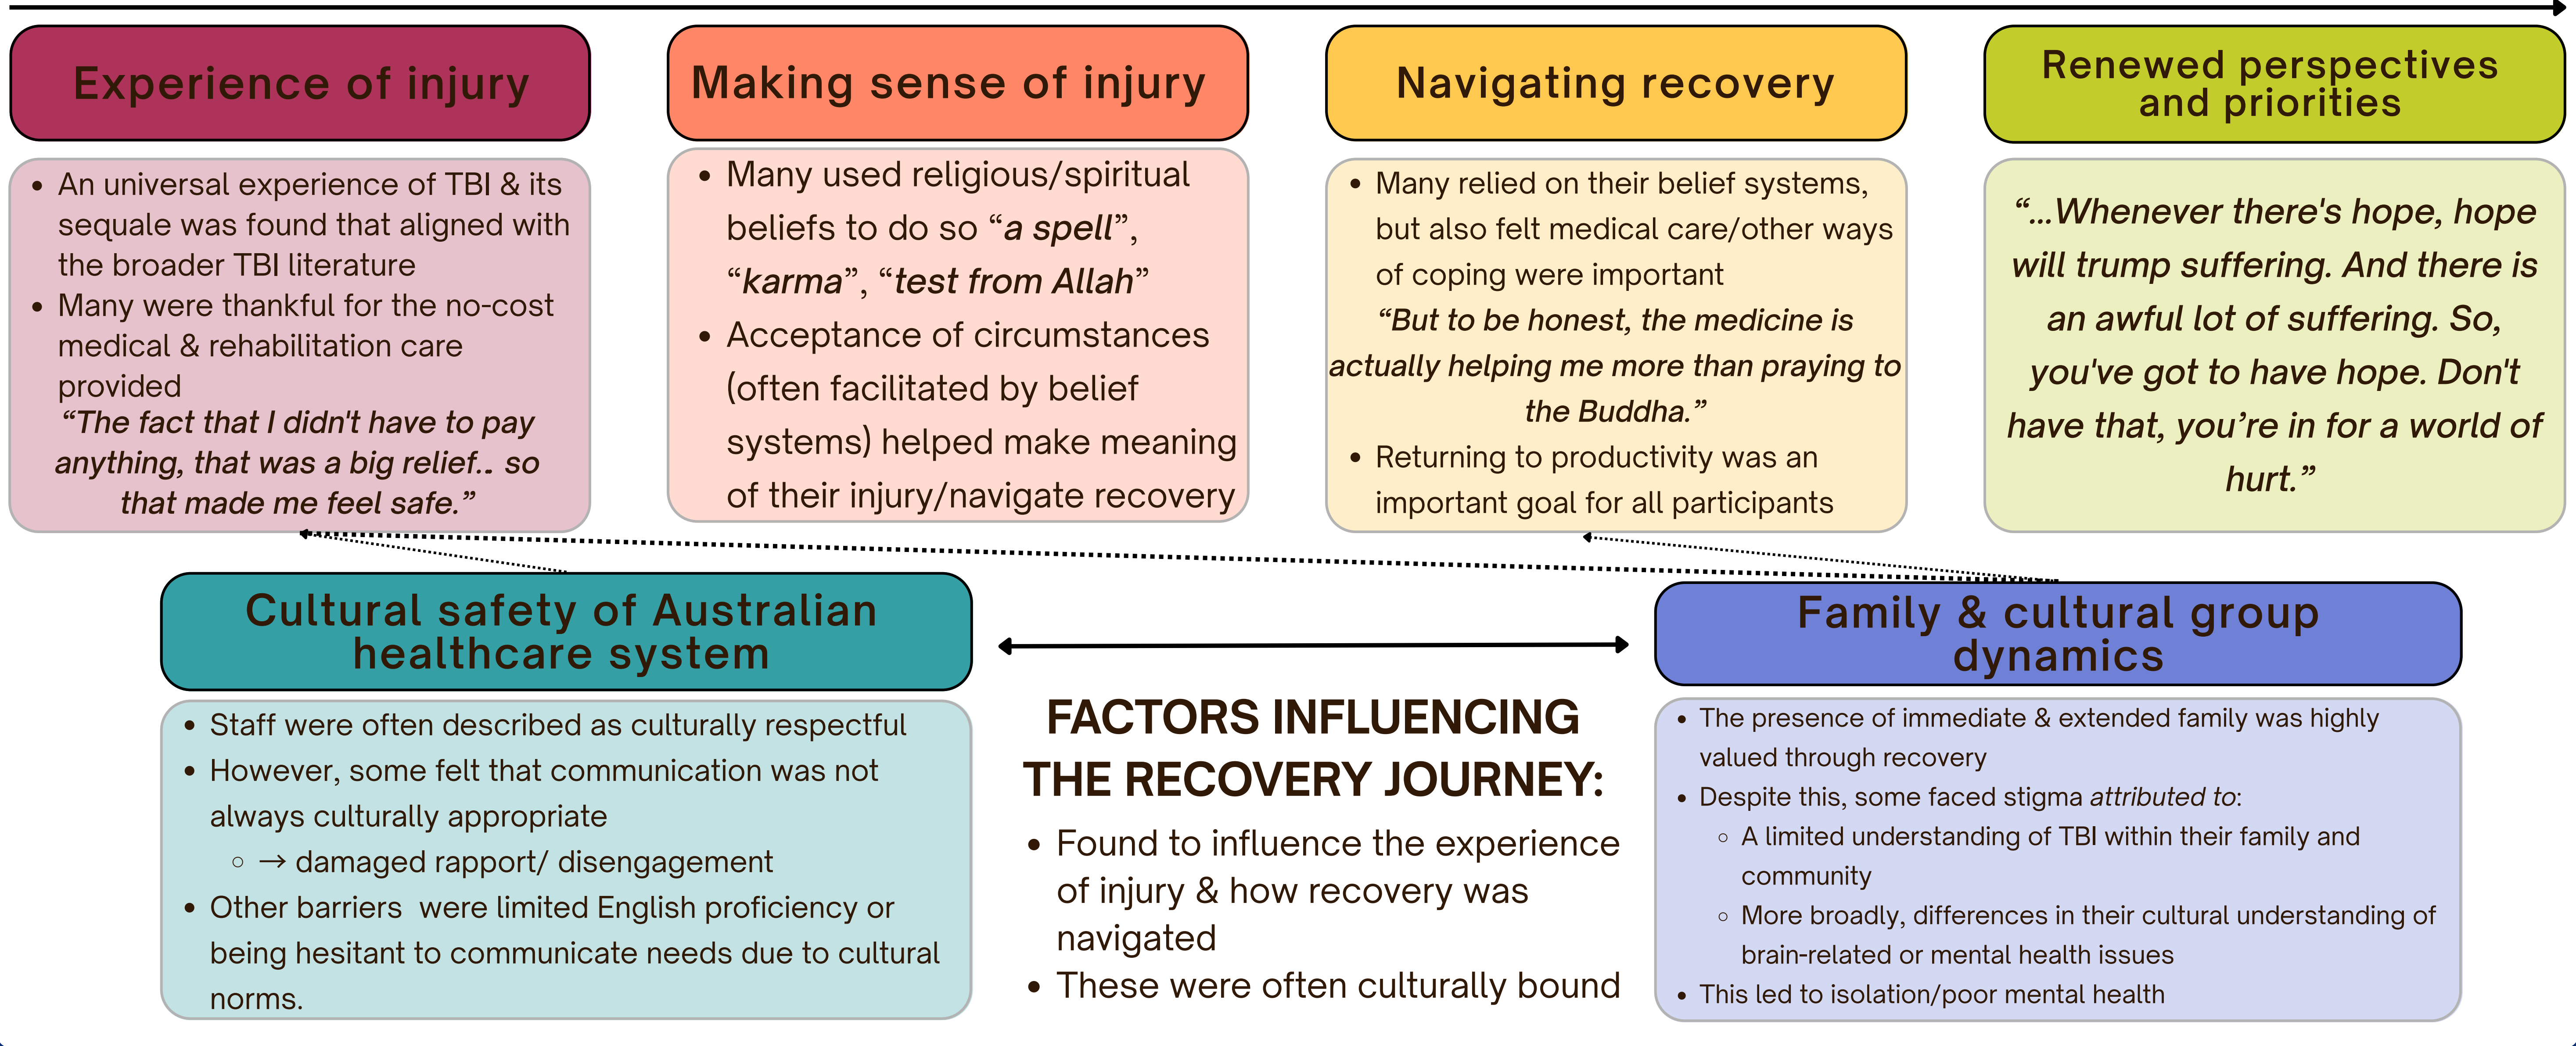 Experience of injury
• An universal experience of TBI & its
sequale was found that aligned with
the broader TBI literature
• Many were thankful for the no-cost
medical & rehabilitation care
provided
“The fact that I didn't have to pay
anything, that was a big relief.. so
that made me feel safe.”
Making sense of injury
• Many used religious/spiritual
beliefs to do so “a spell”,
“karma”, “test from Allah”
• Acceptance of circumstances
(often facilitated by belief
systems) helped make meaning
of their injury/navigate recovery
Navigating recovery
• Many relied on their belief systems,
but also felt medical care/other ways
of coping were important
“But to be honest, the medicine is
actually helping me more than praying to
the Buddha.”
• Returning to productivity was an
important goal for all participants
Renewed perspectives
and priorities
“...Whenever there's hope, hope
will trump suffering. And there is
an awful lot of suffering. So,
you've got to have hope. Don't
have that, you’re in for a world of
hurt.”
Cultural safety of Australian
healthcare system
• Staff were often described as culturally respectful
• However, some felt that communication was not
always culturally appropriate
◦ → damaged rapport/ disengagement
• Other barriers  were limited English proficiency or
being hesitant to communicate needs due to cultural
norms.
FACTORS INFLUENCING
THE RECOVERY JOURNEY:
• Found to influence the experience
of injury & how recovery was
navigated
• These were often culturally bound
Family & cultural group
dynamics
• The presence of immediate & extended family was highly
valued through recovery
• Despite this, some faced stigma attributed to:
◦ A limited understanding of TBI within their family and
community
◦ More broadly, differences in their cultural understanding of
brain-related or mental health issues
• This led to isolation/poor mental health